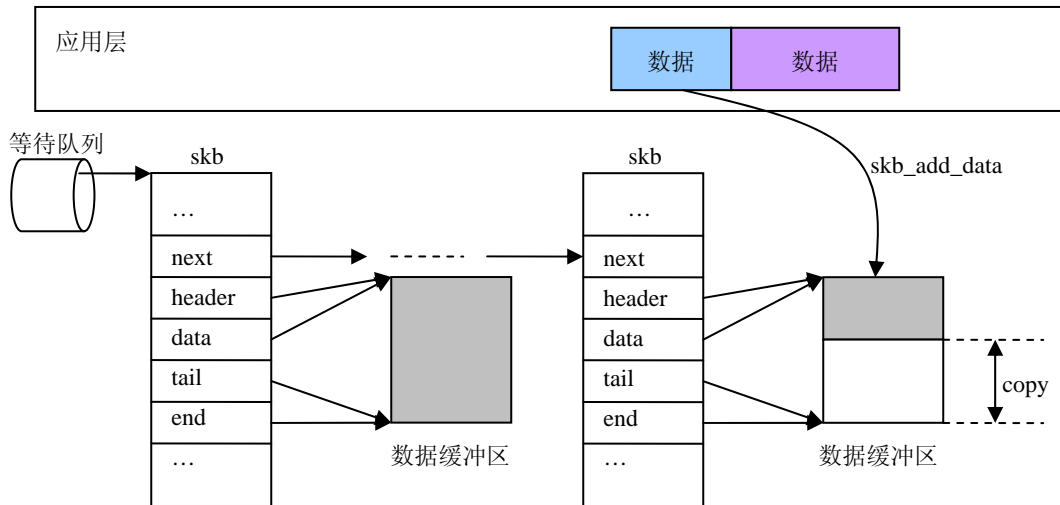 应用层
数据 数据
等待队列
skb
skb
skb_add_data
…
…
next
next
header
header
data
data
tail
tail
copy
end
end
数据缓冲区
数据缓冲区
…
…